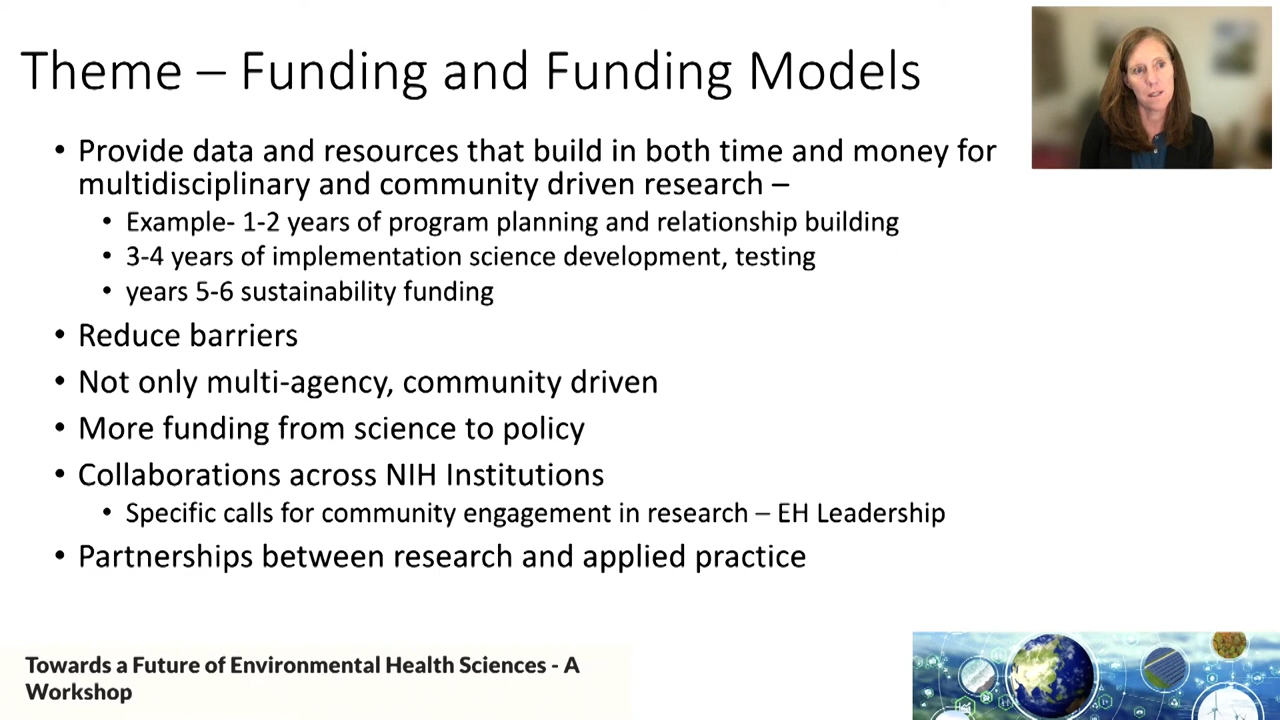 Theme – Funding and Funding Models
• Provide data and resources that build in both time and money for
multidisciplinary and community driven research –
• Example- 1-2 years of program planning and relationship building
• 3-4 years of implementation science development, testing
• years 5-6 sustainability funding
• Reduce barriers
• Not only multi-agency, community driven
• More funding from science to policy
• Collaborations across NIH Institutions
• Specific calls for community engagement in research – EH Leadership
• Partnerships between research and applied practice
Towards a Future of Environmental Health Sciences - A
Workshop